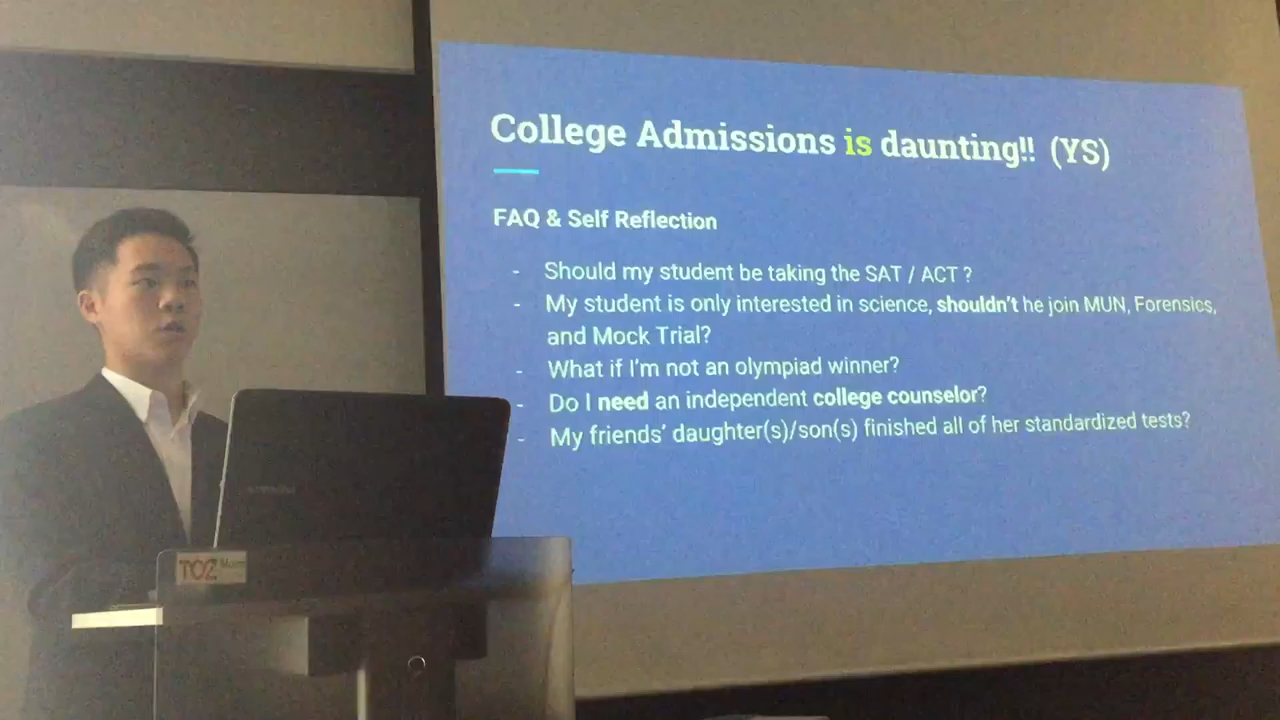 College Admissions is daunting!! (YS)
FAQ & Self Reflection
- Should my student be taking the SAT / ACT ?
- My student is only interested in science, shouldn't he join MUN, Forensics,
and Mock Trial?
- What if I'm not an olympiad winner?
- Do I need an independent college counselor?
- My friends' daughter(s)/son(s) finished all of her standardized tests?
TOZ